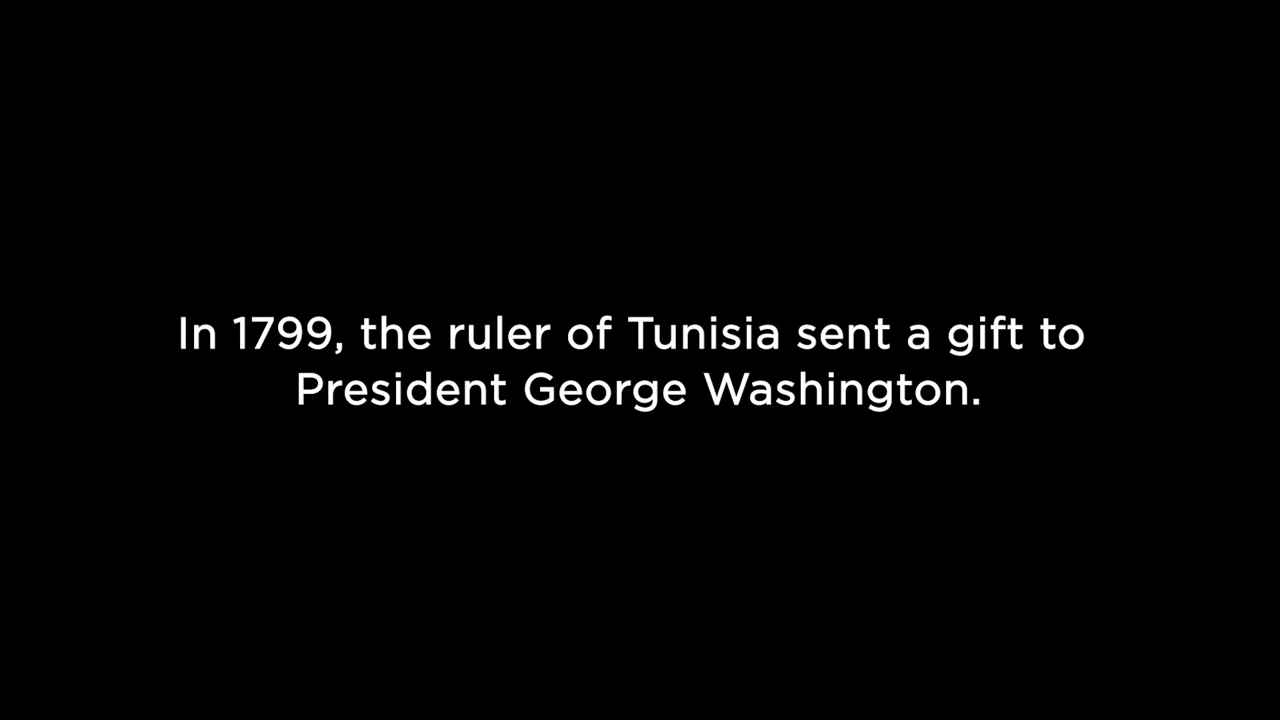 In 1799, the ruler of Tunisia sent a gift to
President George Washington.